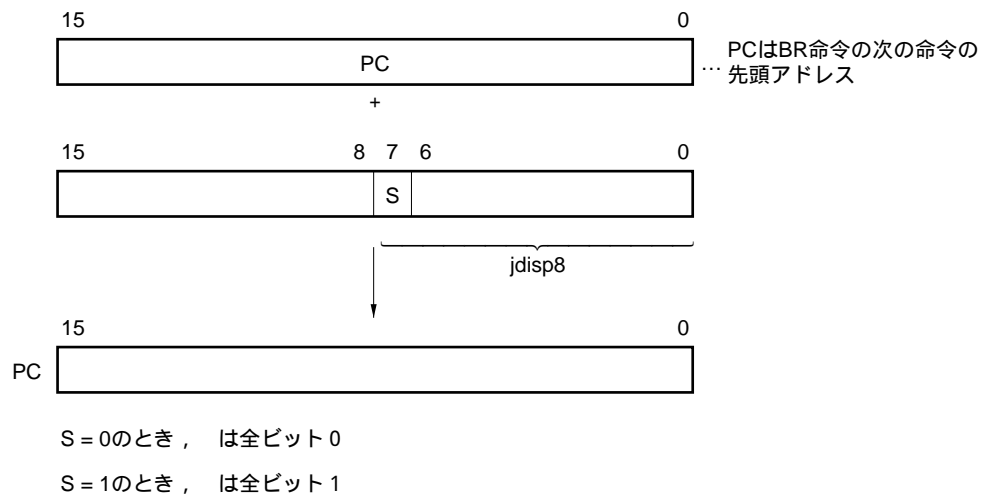 15 0
PC
… PCはBR命令の次の命令の
先頭アドレス
+
15 8 7 6 0
S
jdisp8
15 0
PC
S = 0のとき， は全ビット 0
S = 1のとき， は全ビット 1